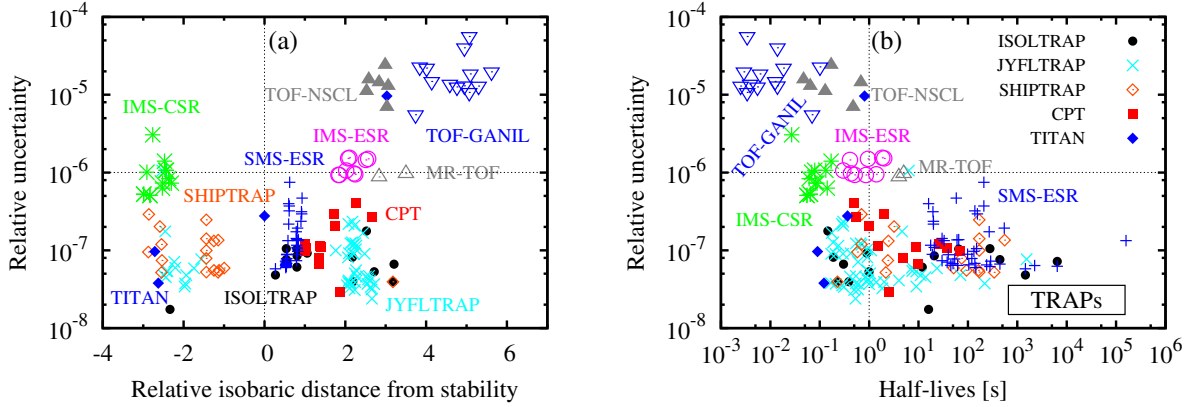 (a)
Relative uncertainty
10^-4
10^-5
10^-6
10^-7
10^-8
IMS-CSR
TOF-NSCL
IMS-ESR
TOF-GANIL
SMS-ESR
MR-TOF
SHIPTRAP
CPT
TITAN
ISOLTRAP
JYFLTRAP
-4 -2 0 2 4 6
Relative isobaric distance from stability
(b)
Relative uncertainty
10^-4
10^-5
10^-6
10^-7
10^-8
ISOLTRAP
JYFLTRAP
SHIPTRAP
CPT
TITAN
TOF-NSCL
TOF-GANIL
IMS-ESR
MR-TOF
IMS-CSR
SMS-ESR
TRAPs
10^-3 10^-2 10^-1 10^0 10^1 10^2 10^3 10^4 10^5 10^6
Half-lives [s]